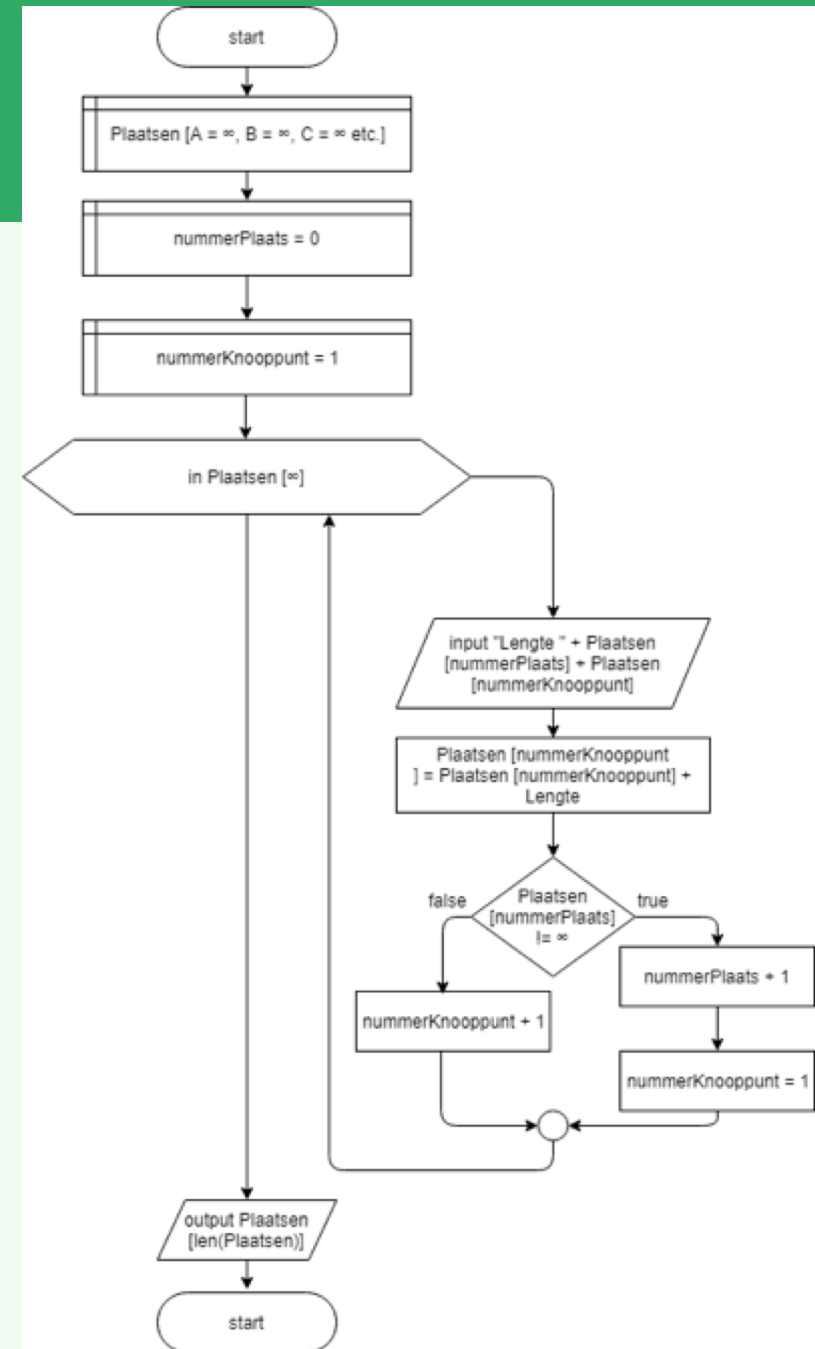 start
Plaatsen [A = ∞, B = ∞, C = ∞ etc.]
nummerPlaats = 0
nummerKnooppunt = 1
in Plaatsen [∞]
input "Lengte " + Plaatsen
[nummerPlaats] + Plaatsen
[nummerKnooppunt]
Plaatsen [nummerKnooppunt
] = Plaatsen [nummerKnooppunt] +
Lengte
Plaatsen
[nummerPlaats]
!= ∞
false
true
nummerKnooppunt + 1
nummerPlaats + 1
nummerKnooppunt = 1
output Plaatsen
[len(Plaatsen)]
start